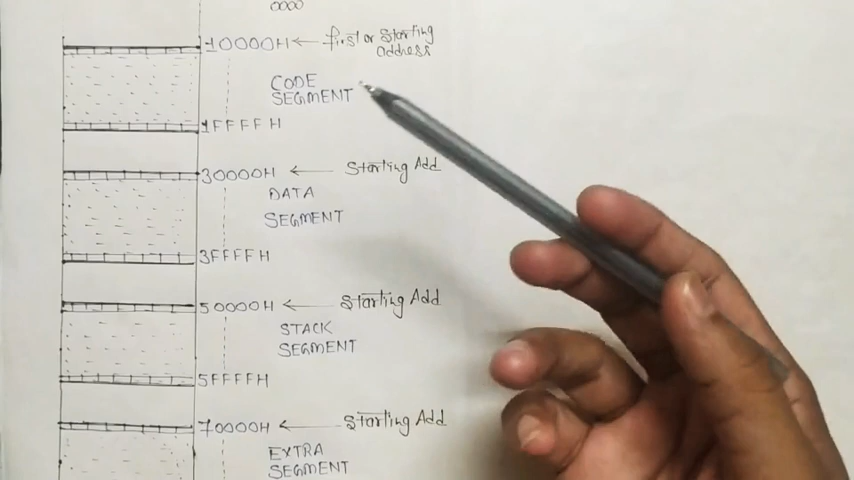 0000
10000H ← first or Starting
Address
CODE
SEGMENT
1FFFFH
30000H ← Starting Add
DATA
SEGMENT
3FFFFH
50000H ← Starting Add
STACK
SEGMENT
5FFFFH
70000H ← Starting Add
EXTRA
SEGMENT